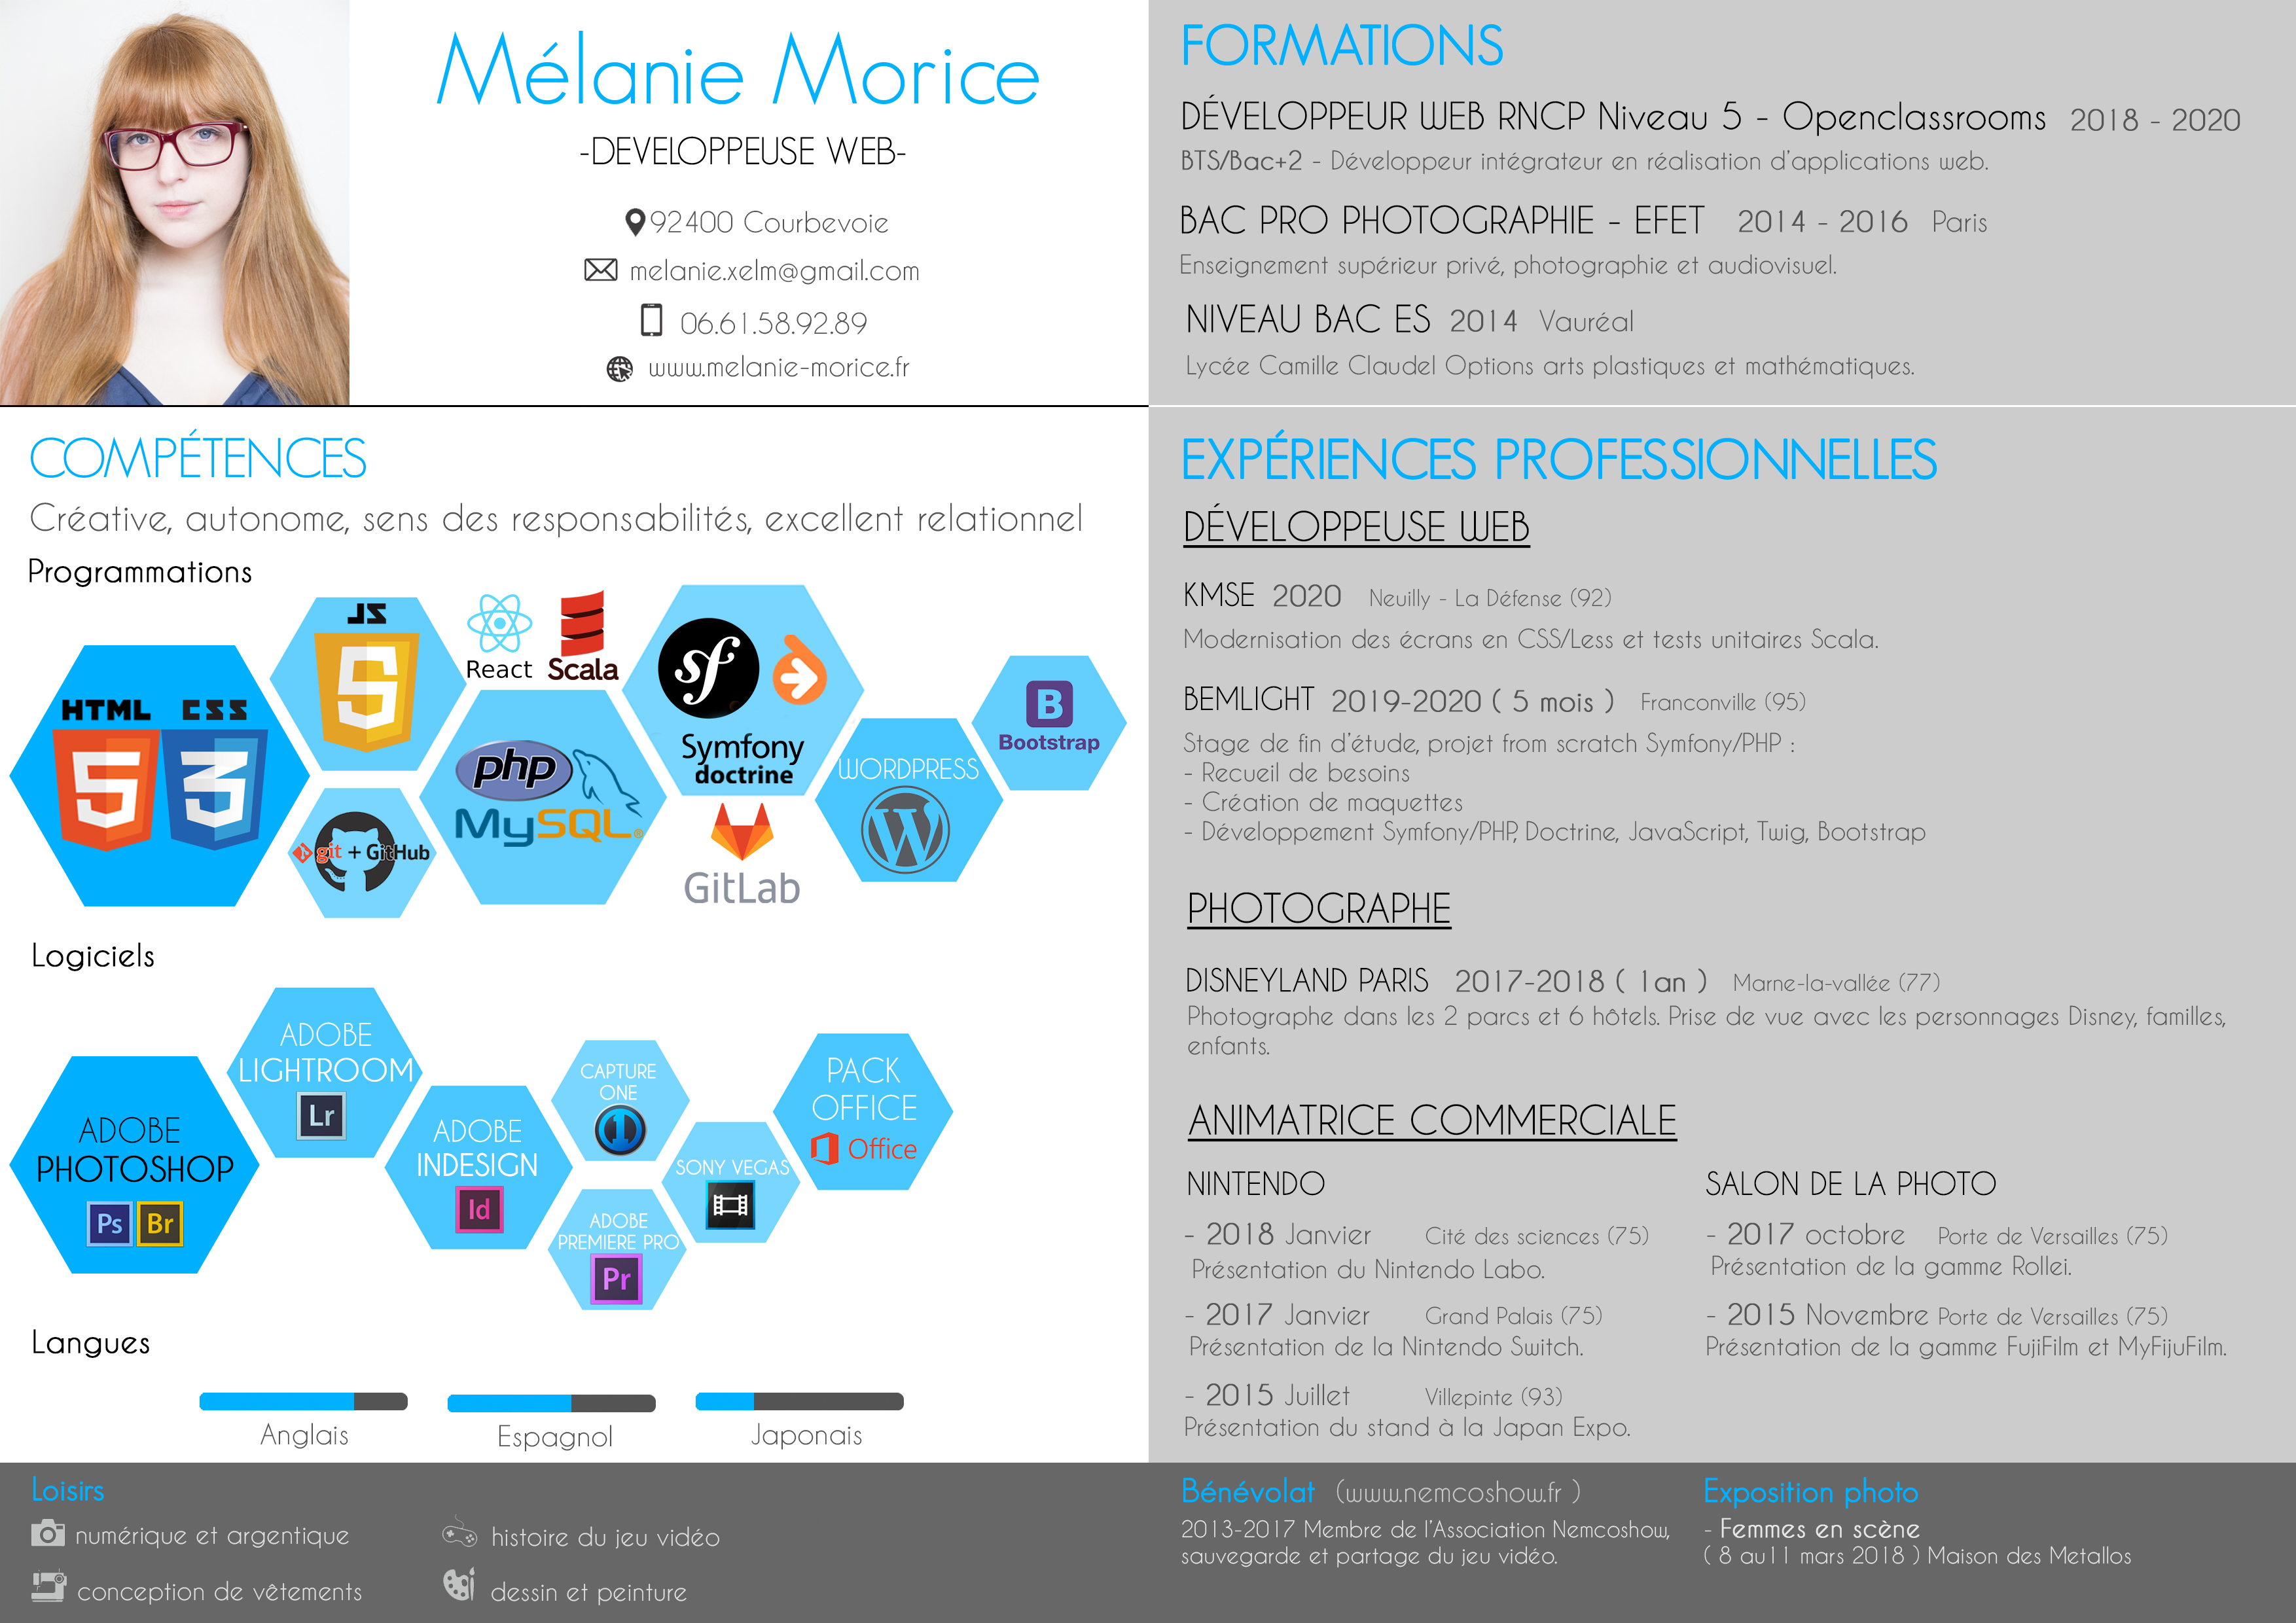 Mélanie Morice
-DEVELOPPEUSE WEB-
92400 Courbevoie
melanie.xelm@gmail.com
06.61.58.92.89
www.melanie-morice.fr
COMPÉTENCES
Créative, autonome, sens des responsabilités, excellent relationnel
Programmations
HTML
5
CSS
3
JS
5
React
Scala
git + GitHub
php
MySQL
sf
Symfony
doctrine
GitLab
WORDPRESS
W
B
Bootstrap
Logiciels
ADOBE
PHOTOSHOP
Ps Br
ADOBE
LIGHTROOM
Lr
ADOBE
INDESIGN
Id
CAPTURE
ONE
1
ADOBE
PREMIERE PRO
Pr
SONY VEGAS
PACK
OFFICE
Office
Langues
Anglais
Espagnol
Japonais
FORMATIONS
DÉVELOPPEUR WEB RNCP Niveau 5 - Openclassrooms 2018 - 2020
BTS/Bac+2 - Développeur intégrateur en réalisation d'applications web.
BAC PRO PHOTOGRAPHIE - EFET 2014 - 2016 Paris
Enseignement supérieur privé, photographie et audiovisuel.
NIVEAU BAC ES 2014 Vauréal
Lycée Camille Claudel Options arts plastiques et mathématiques.
EXPÉRIENCES PROFESSIONNELLES
DÉVELOPPEUSE WEB
KMSE 2020 Neuilly - La Défense (92)
Modernisation des écrans en CSS/Less et tests unitaires Scala.
BEMLIGHT 2019-2020 ( 5 mois ) Franconville (95)
Stage de fin d'étude, projet from scratch Symfony/PHP :
- Recueil de besoins
- Création de maquettes
- Développement Symfony/PHP, Doctrine, JavaScript, Twig, Bootstrap
PHOTOGRAPHE
DISNEYLAND PARIS 2017-2018 ( 1an ) Marne-la-vallée (77)
Photographe dans les 2 parcs et 6 hôtels. Prise de vue avec les personnages Disney, familles,
enfants.
ANIMATRICE COMMERCIALE
NINTENDO
- 2018 Janvier Cité des sciences (75)
Présentation du Nintendo Labo.
- 2017 Janvier Grand Palais (75)
Présentation de la Nintendo Switch.
- 2015 Juillet Villepinte (93)
Présentation du stand à la Japan Expo.
SALON DE LA PHOTO
- 2017 octobre Porte de Versailles (75)
Présentation de la gamme Rollei.
- 2015 Novembre Porte de Versailles (75)
Présentation de la gamme FujiFilm et MyFijuFilm.
Loisirs
numérique et argentique
conception de vêtements
histoire du jeu vidéo
dessin et peinture
Bénévolat (www.nemcoshow.fr )
2013-2017 Membre de l'Association Nemcoshow,
sauvegarde et partage du jeu vidéo.
Exposition photo
- Femmes en scène
( 8 au11 mars 2018 ) Maison des Metallos